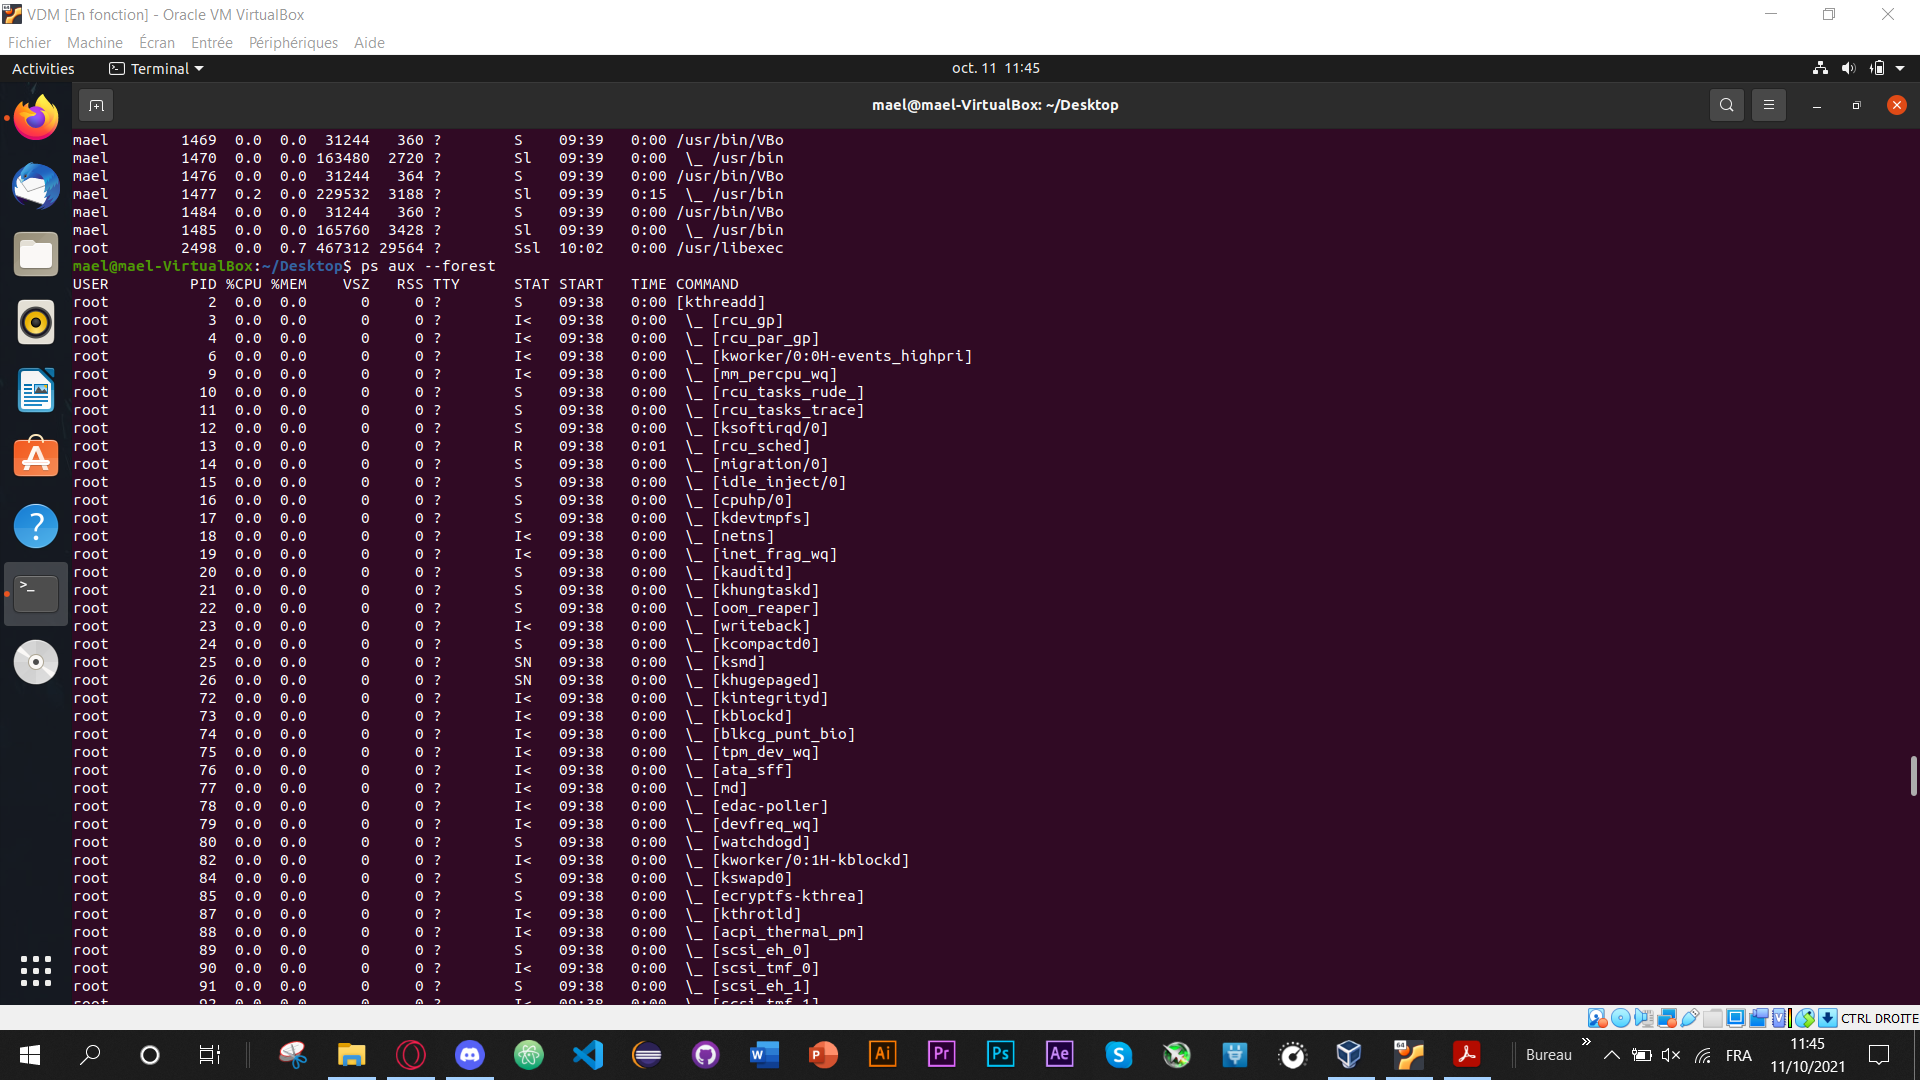 VDM [En fonction] - Oracle VM VirtualBox
Fichier Machine Écran Entrée Périphériques Aide
Activities Terminal oct. 11 11:45
mael@mael-VirtualBox: ~/Desktop
mael 1469 0.0 0.0 31244 360 ? S 09:39 0:00 /usr/bin/VBo
mael 1470 0.0 0.0 163480 2720 ? Sl 09:39 0:00 \_ /usr/bin
mael 1476 0.0 0.0 31244 364 ? S 09:39 0:00 /usr/bin/VBo
mael 1477 0.2 0.0 229532 3188 ? Sl 09:39 0:15 \_ /usr/bin
mael 1484 0.0 0.0 31244 360 ? S 09:39 0:00 /usr/bin/VBo
mael 1485 0.0 0.0 165760 3428 ? Sl 09:39 0:00 \_ /usr/bin
root 2498 0.0 0.7 467312 29564 ? Ssl 10:02 0:00 /usr/libexec
mael@mael-VirtualBox:~/Desktop$ ps aux --forest
USER PID %CPU %MEM VSZ RSS TTY STAT START TIME COMMAND
root 2 0.0 0.0 0 0 ? S 09:38 0:00 [kthreadd]
root 3 0.0 0.0 0 0 ? I< 09:38 0:00 \_ [rcu_gp]
root 4 0.0 0.0 0 0 ? I< 09:38 0:00 \_ [rcu_par_gp]
root 6 0.0 0.0 0 0 ? I< 09:38 0:00 \_ [kworker/0:0H-events_highpri]
root 9 0.0 0.0 0 0 ? I< 09:38 0:00 \_ [mm_percpu_wq]
root 10 0.0 0.0 0 0 ? S 09:38 0:00 \_ [rcu_tasks_rude_]
root 11 0.0 0.0 0 0 ? S 09:38 0:00 \_ [rcu_tasks_trace]
root 12 0.0 0.0 0 0 ? S 09:38 0:00 \_ [ksoftirqd/0]
root 13 0.0 0.0 0 0 ? R 09:38 0:01 \_ [rcu_sched]
root 14 0.0 0.0 0 0 ? S 09:38 0:00 \_ [migration/0]
root 15 0.0 0.0 0 0 ? S 09:38 0:00 \_ [idle_inject/0]
root 16 0.0 0.0 0 0 ? S 09:38 0:00 \_ [cpuhp/0]
root 17 0.0 0.0 0 0 ? S 09:38 0:00 \_ [kdevtmpfs]
root 18 0.0 0.0 0 0 ? I< 09:38 0:00 \_ [netns]
root 19 0.0 0.0 0 0 ? I< 09:38 0:00 \_ [inet_frag_wq]
root 20 0.0 0.0 0 0 ? S 09:38 0:00 \_ [kauditd]
root 21 0.0 0.0 0 0 ? S 09:38 0:00 \_ [khungtaskd]
root 22 0.0 0.0 0 0 ? S 09:38 0:00 \_ [oom_reaper]
root 23 0.0 0.0 0 0 ? I< 09:38 0:00 \_ [writeback]
root 24 0.0 0.0 0 0 ? S 09:38 0:00 \_ [kcompactd0]
root 25 0.0 0.0 0 0 ? SN 09:38 0:00 \_ [ksmd]
root 26 0.0 0.0 0 0 ? SN 09:38 0:00 \_ [khugepaged]
root 72 0.0 0.0 0 0 ? I< 09:38 0:00 \_ [kintegrityd]
root 73 0.0 0.0 0 0 ? I< 09:38 0:00 \_ [kblockd]
root 74 0.0 0.0 0 0 ? I< 09:38 0:00 \_ [blkcg_punt_bio]
root 75 0.0 0.0 0 0 ? I< 09:38 0:00 \_ [tpm_dev_wq]
root 76 0.0 0.0 0 0 ? I< 09:38 0:00 \_ [ata_sff]
root 77 0.0 0.0 0 0 ? I< 09:38 0:00 \_ [md]
root 78 0.0 0.0 0 0 ? I< 09:38 0:00 \_ [edac-poller]
root 79 0.0 0.0 0 0 ? I< 09:38 0:00 \_ [devfreq_wq]
root 80 0.0 0.0 0 0 ? S 09:38 0:00 \_ [watchdogd]
root 82 0.0 0.0 0 0 ? I< 09:38 0:00 \_ [kworker/0:1H-kblockd]
root 84 0.0 0.0 0 0 ? S 09:38 0:00 \_ [kswapd0]
root 85 0.0 0.0 0 0 ? S 09:38 0:00 \_ [ecryptfs-kthrea]
root 87 0.0 0.0 0 0 ? I< 09:38 0:00 \_ [kthrotld]
root 88 0.0 0.0 0 0 ? I< 09:38 0:00 \_ [acpi_thermal_pm]
root 89 0.0 0.0 0 0 ? S 09:38 0:00 \_ [scsi_eh_0]
root 90 0.0 0.0 0 0 ? I< 09:38 0:00 \_ [scsi_tmf_0]
root 91 0.0 0.0 0 0 ? S 09:38 0:00 \_ [scsi_eh_1]
root 92 0.0 0.0 0 0 ? I< 09:38 0:00 \_ [scsi_tmf_1]
CTRL DROITE
Ai Pr Ps Ae
Bureau » FRA
11:45
11/10/2021